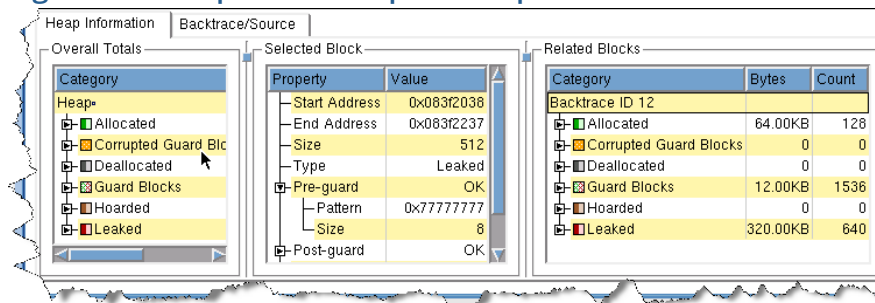 Heap Information
Backtrace/Source
Overall Totals
Category
Heap
Allocated
Corrupted Guard Blo
Deallocated
Guard Blocks
Hoarded
Leaked
Selected Block
Property Value
Start Address 0x083f2038
End Address 0x083f2237
Size 512
Type Leaked
Pre-guard OK
Pattern 0x77777777
Size 8
Post-guard OK
Related Blocks
Category Bytes Count
Backtrace ID 12
Allocated 64.00KB 128
Corrupted Guard Blocks 0 0
Deallocated 0 0
Guard Blocks 12.00KB 1536
Hoarded 0 0
Leaked 320.00KB 640